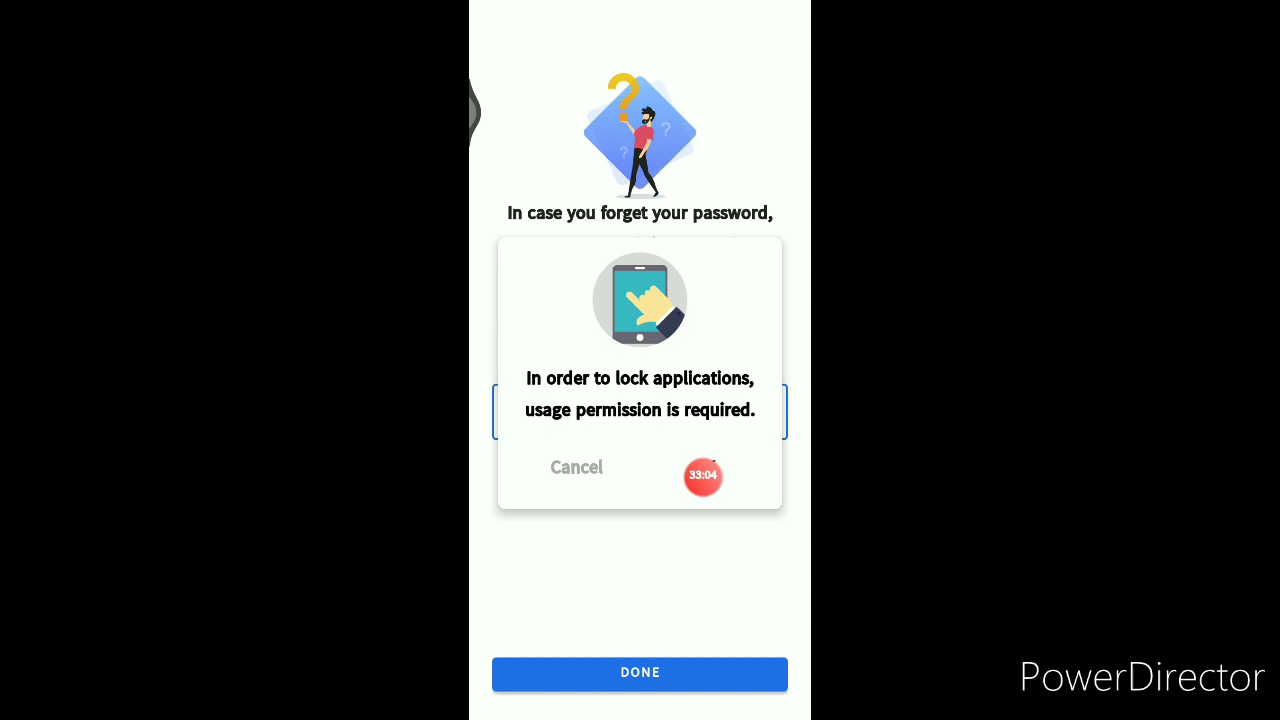 ?
?
?
In case you forget your password,
In order to lock applications,
usage permission is required.
Cancel
33:04
DONE
PowerDirector